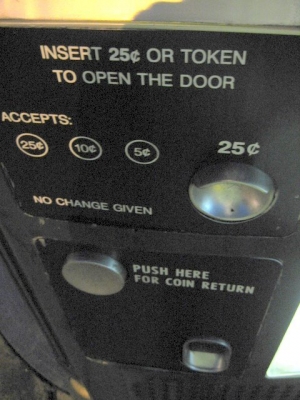 INSERT 25¢ OR TOKEN
TO OPEN THE DOOR
ACCEPTS:
25¢ 10¢ 5¢
25¢
NO CHANGE GIVEN
PUSH HERE
FOR COIN RETURN